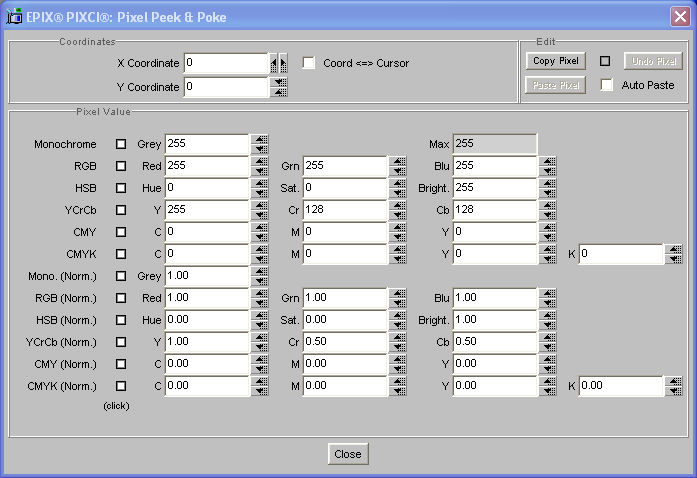 EPIX® PIXCI®: Pixel Peek & Poke
Coordinates
X Coordinate 0 Coord <=> Cursor
Y Coordinate 0
Edit
Copy Pixel Undo Pixel
Paste Pixel Auto Paste
Pixel Value
Monochrome Grey 255 Max 255
RGB Red 255 Grn 255 Blu 255
HSB Hue 0 Sat. 0 Bright. 255
YCrCb Y 255 Cr 128 Cb 128
CMY C 0 M 0 Y 0
CMYK C 0 M 0 Y 0 K 0
Mono. (Norm.) Grey 1.00
RGB (Norm.) Red 1.00 Grn 1.00 Blu 1.00
HSB (Norm.) Hue 0.00 Sat. 0.00 Bright. 1.00
YCrCb (Norm.) Y 1.00 Cr 0.50 Cb 0.50
CMY (Norm.) C 0.00 M 0.00 Y 0.00
CMYK (Norm.) C 0.00 M 0.00 Y 0.00 K 0.00
(click)
Close